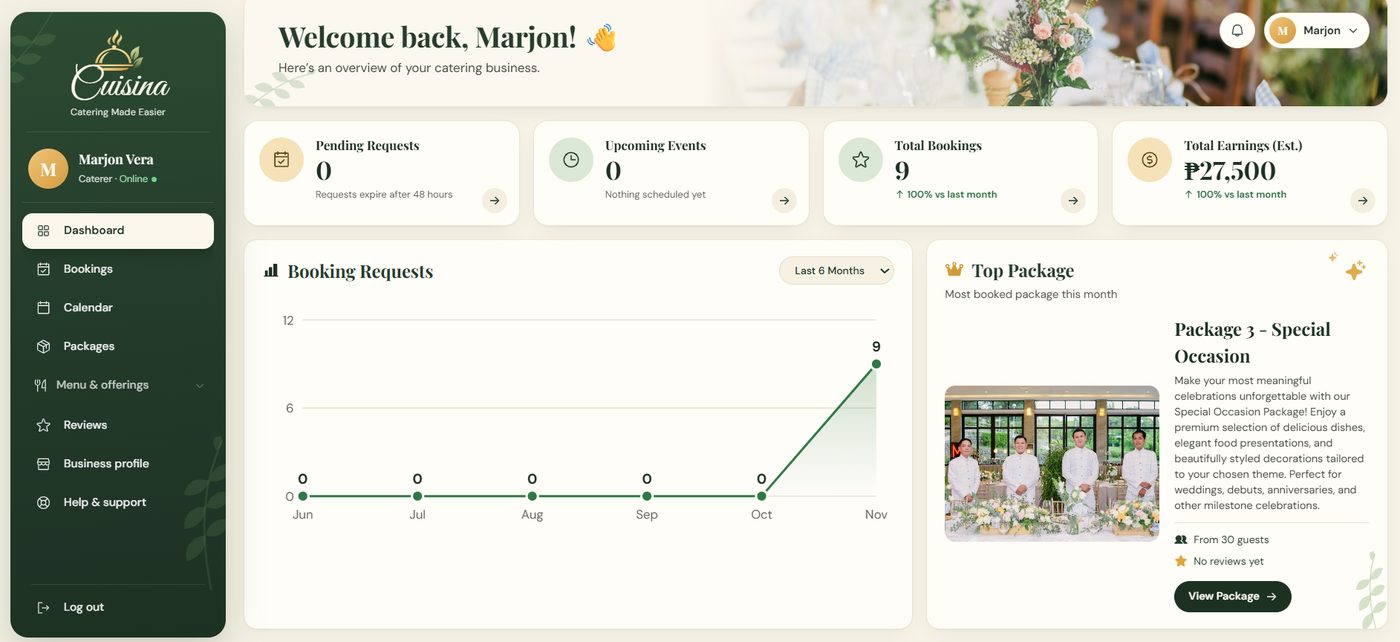 Cuisina
Catering Made Easier
M
Marjon Vera
Caterer · Online
Dashboard
Bookings
Calendar
Packages
Menu & offerings
Reviews
Business profile
Help & support
Log out
Welcome back, Marjon! 👋
Here's an overview of your catering business.
M
Marjon
Pending Requests
0
Requests expire after 48 hours
Upcoming Events
0
Nothing scheduled yet
Total Bookings
9
↑ 100% vs last month
Total Earnings (Est.)
₱27,500
↑ 100% vs last month
Booking Requests
Last 6 Months
12
6
0
0
0
0
0
0
9
Jun
Jul
Aug
Sep
Oct
Nov
Top Package
Most booked package this month
Package 3 - Special
Occasion
Make your most meaningful
celebrations unforgettable with our
Special Occasion Package! Enjoy a
premium selection of delicious dishes,
elegant food presentations, and
beautifully styled decorations tailored
to your chosen theme. Perfect for
weddings, debuts, anniversaries, and
other milestone celebrations.
From 30 guests
No reviews yet
View Package →